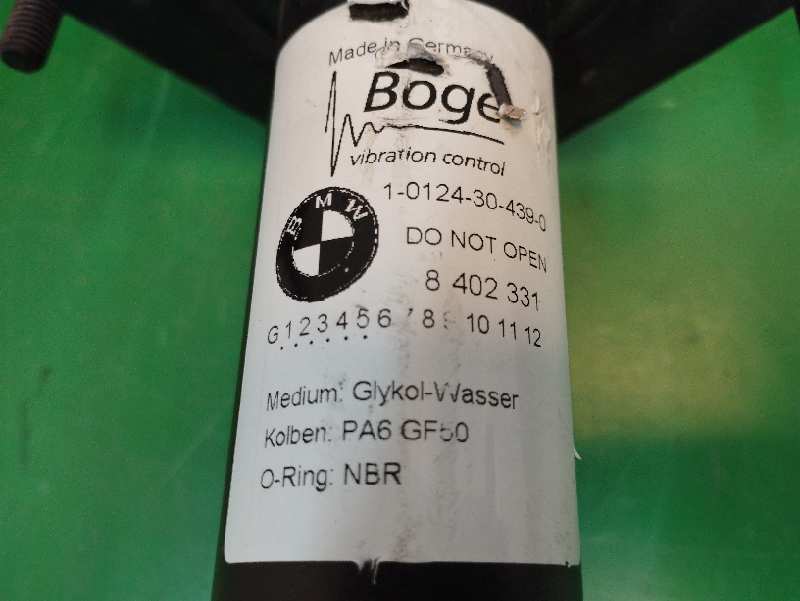 Made in Germany
Boge
vibration control
BMW
1-0124-30-439-0
DO NOT OPEN
8 402 331
G 1 2 3 4 5 6 7 8 9 10 11 12
Medium: Glykol-Wasser
Kolben: PA6 GF50
O-Ring: NBR